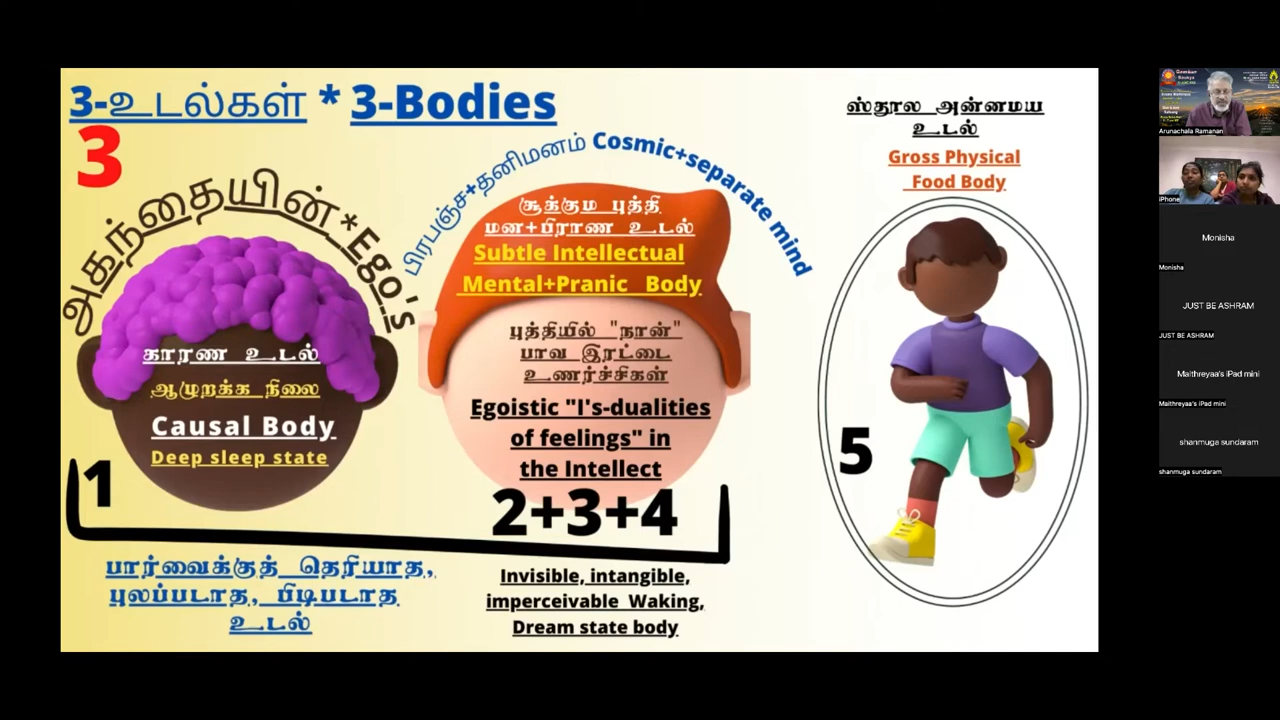 3-உடல்கள் * 3-Bodies
3
அகந்தையின்*Ego's
பிரபஞ்ச+தனிமனம் Cosmic+separate mind
காரண உடல்
ஆழுறக்க நிலை
Causal Body
Deep sleep state
1
சூக்கும புத்தி
மன+பிராண உடல்
Subtle Intellectual
Mental+Pranic Body
புத்தியில் "நான்"
பாவ இரட்டை
உணர்ச்சிகள்
Egoistic "I's-dualities
of feelings" in
the Intellect
2+3+4
பார்வைக்குத் தெரியாத,
புலப்படாத, பிடிபடாத
உடல்
Invisible, intangible,
imperceivable Waking,
Dream state body
ஸ்தூல அன்னமய
உடல்
Gross Physical
Food Body
5
Arunachala Ramanan
iPhone
Monisha
Monisha
JUST BE ASHRAM
JUST BE ASHRAM
Maithreyaa's iPad mini
Maithreyaa's iPad mini
shanmuga sundaram
shanmuga sundaram